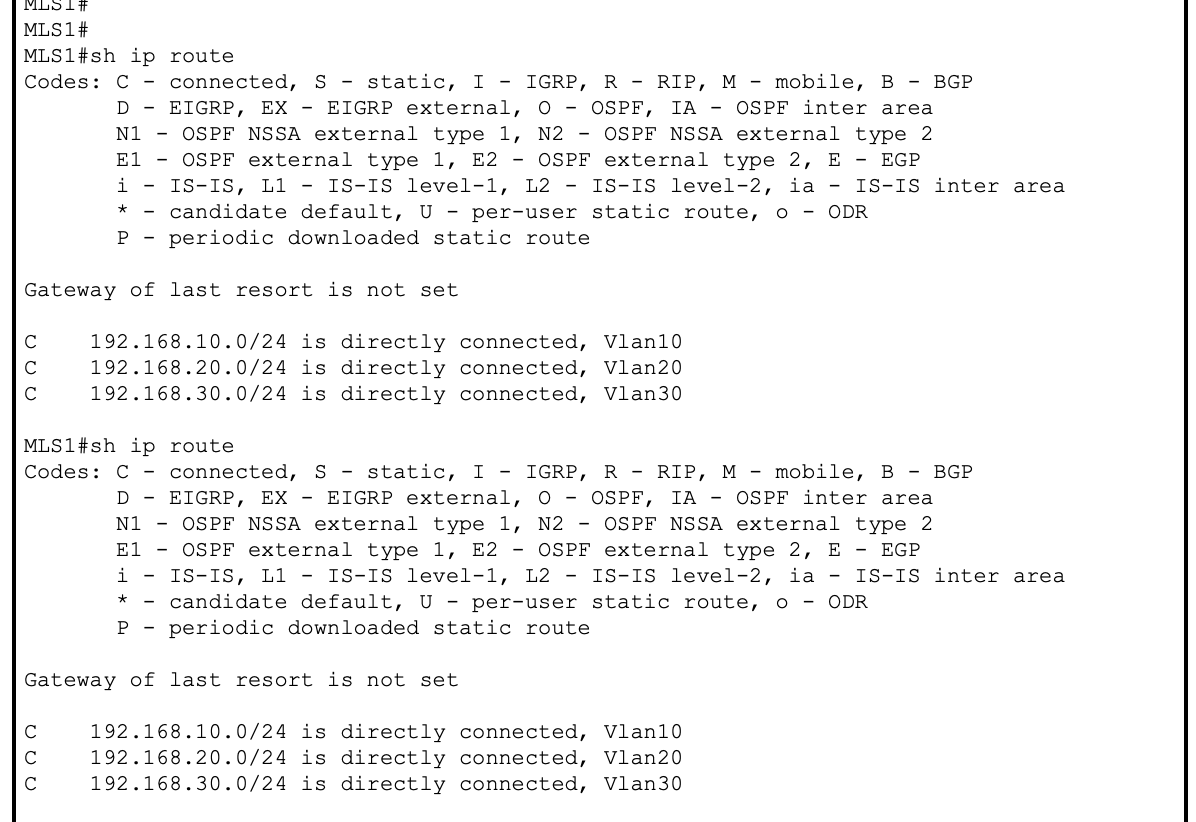 MLS1#
MLS1#
MLS1#sh ip route
Codes: C - connected, S - static, I - IGRP, R - RIP, M - mobile, B - BGP
       D - EIGRP, EX - EIGRP external, O - OSPF, IA - OSPF inter area
       N1 - OSPF NSSA external type 1, N2 - OSPF NSSA external type 2
       E1 - OSPF external type 1, E2 - OSPF external type 2, E - EGP
       i - IS-IS, L1 - IS-IS level-1, L2 - IS-IS level-2, ia - IS-IS inter area
       * - candidate default, U - per-user static route, o - ODR
       P - periodic downloaded static route

Gateway of last resort is not set

C    192.168.10.0/24 is directly connected, Vlan10
C    192.168.20.0/24 is directly connected, Vlan20
C    192.168.30.0/24 is directly connected, Vlan30

MLS1#sh ip route
Codes: C - connected, S - static, I - IGRP, R - RIP, M - mobile, B - BGP
       D - EIGRP, EX - EIGRP external, O - OSPF, IA - OSPF inter area
       N1 - OSPF NSSA external type 1, N2 - OSPF NSSA external type 2
       E1 - OSPF external type 1, E2 - OSPF external type 2, E - EGP
       i - IS-IS, L1 - IS-IS level-1, L2 - IS-IS level-2, ia - IS-IS inter area
       * - candidate default, U - per-user static route, o - ODR
       P - periodic downloaded static route

Gateway of last resort is not set

C    192.168.10.0/24 is directly connected, Vlan10
C    192.168.20.0/24 is directly connected, Vlan20
C    192.168.30.0/24 is directly connected, Vlan30